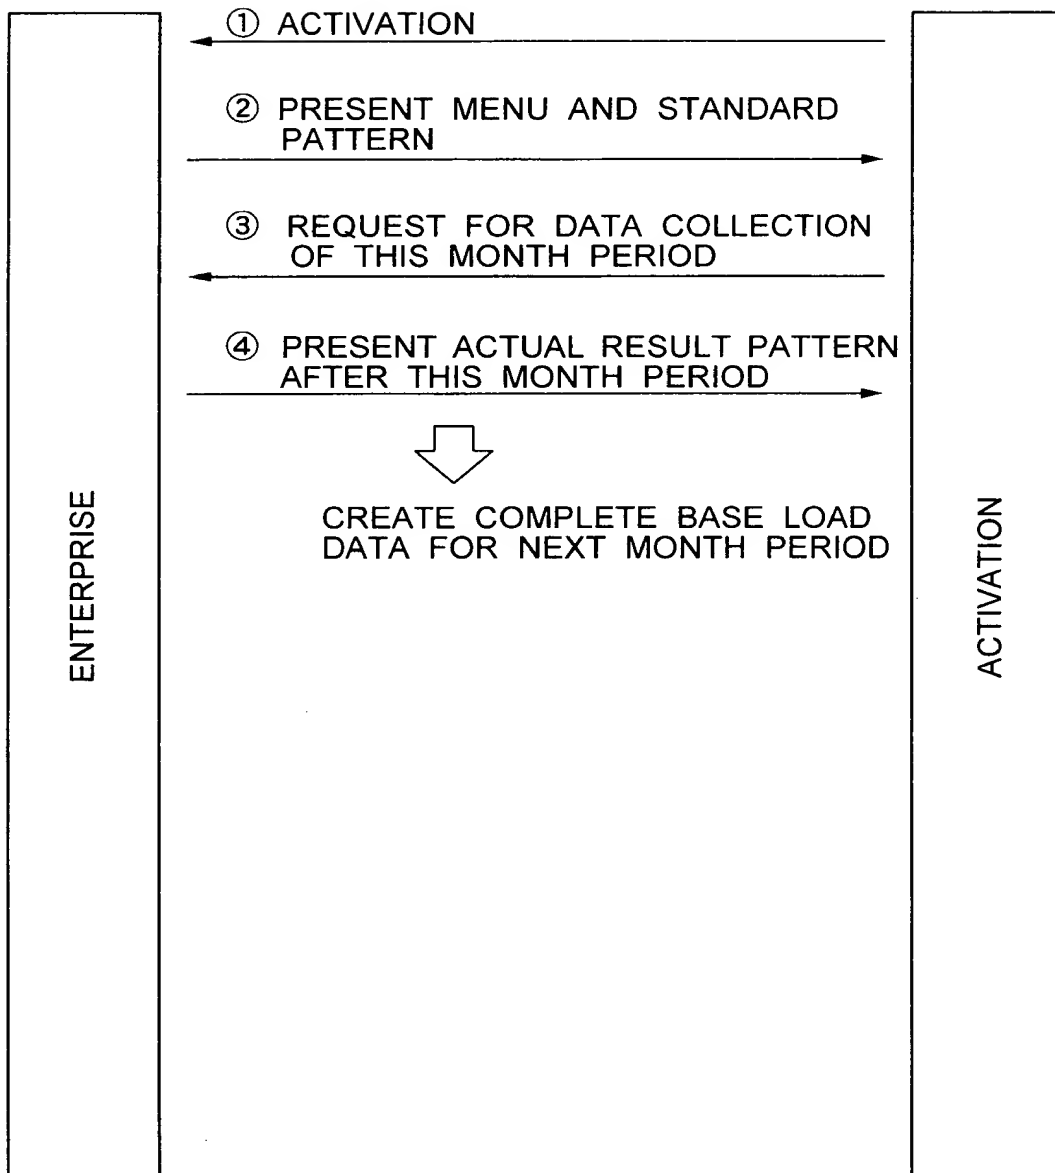 ① ACTIVATION
② PRESENT MENU AND STANDARD
PATTERN
③ REQUEST FOR DATA COLLECTION
OF THIS MONTH PERIOD
④ PRESENT ACTUAL RESULT PATTERN
AFTER THIS MONTH PERIOD
CREATE COMPLETE BASE LOAD
DATA FOR NEXT MONTH PERIOD
ENTERPRISE
ACTIVATION